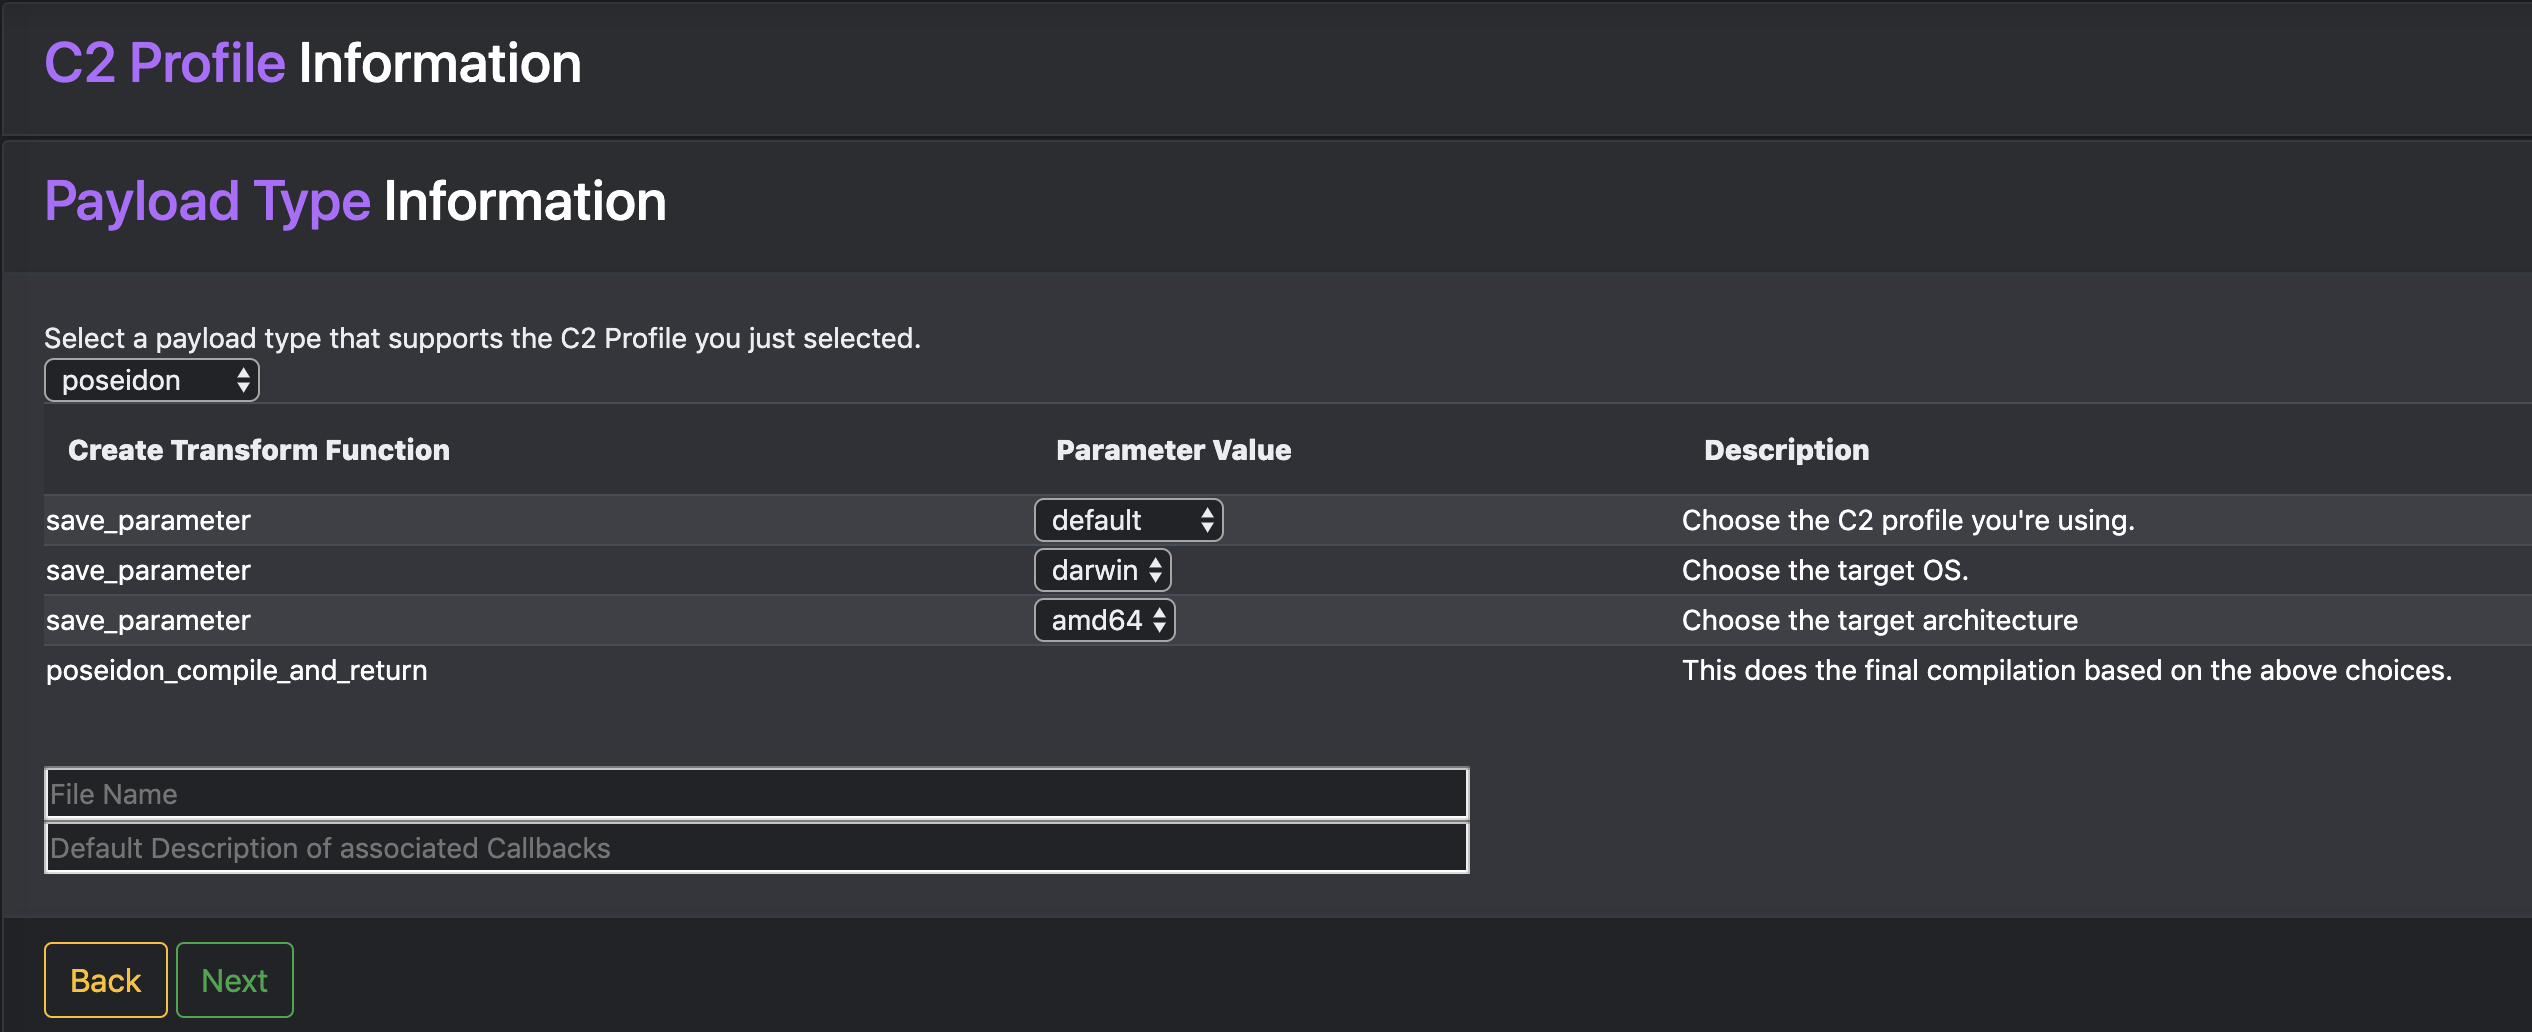 C2 Profile Information
Payload Type Information
Select a payload type that supports the C2 Profile you just selected.
poseidon
Create Transform Function Parameter Value Description
save_parameter default Choose the C2 profile you're using.
save_parameter darwin Choose the target OS.
save_parameter amd64 Choose the target architecture
poseidon_compile_and_return This does the final compilation based on the above choices.
File Name
Default Description of associated Callbacks
Back Next